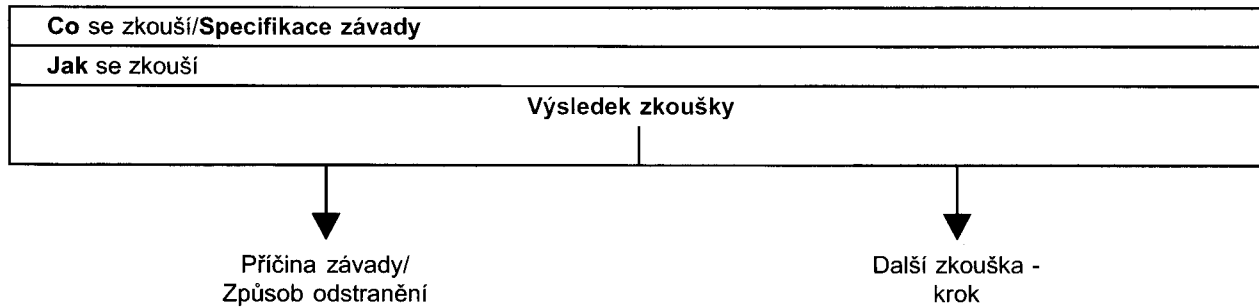 Co se zkouší/Specifikace závady
Jak se zkouší
Výsledek zkoušky
Příčina závady/
Způsob odstranění
Další zkouška -
krok